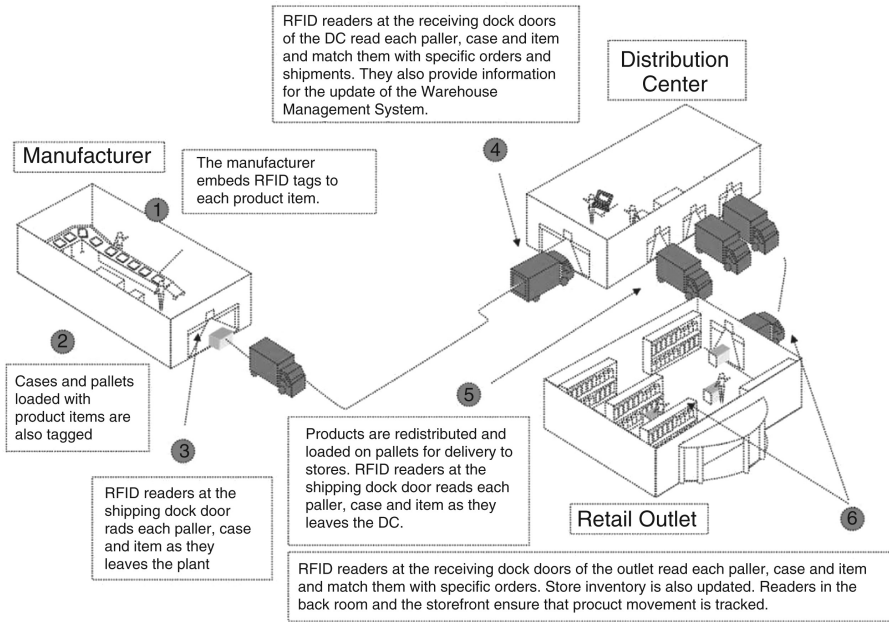 RFID readers at the receiving dock doors
of the DC read each paller, case and item
and match them with specific orders and
shipments. They also provide information
for the update of the Warehouse
Management System.
Distribution
Center
Manufacturer
The manufacturer
embeds RFID tags to
each product item.
1
4
2
Cases and pallets
loaded with
product items are
also tagged
3
RFID readers at the
shipping dock door
rads each paller, case
and item as they
leaves the plant
5
Products are redistributed and
loaded on pallets for delivery to
stores. RFID readers at the
shipping dock door reads each
paller, case and item as they
leaves the DC.
Retail Outlet
6
RFID readers at the receiving dock doors of the outlet read each paller, case and item
and match them with specific orders. Store inventory is also updated. Readers in the
back room and the storefront ensure that procuct movement is tracked.